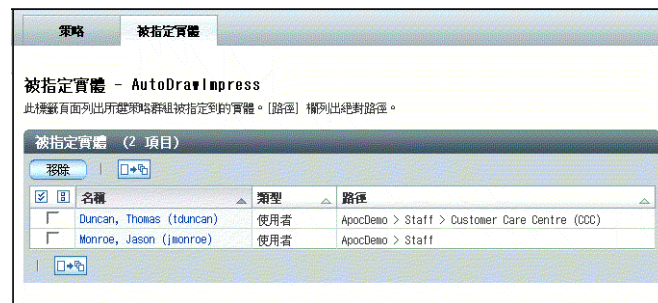 策略 被指定實體
被指定實體 - AutoDrawImpress
此標籤頁面列出所選策略群組被指定到的實體。[路徑] 欄列出絕對路徑。
被指定實體 (2 項目)
移除
名稱 類型 路徑
Duncan, Thomas (tduncan) 使用者 ApocDemo > Staff > Customer Care Centre (CCC)
Monroe, Jason (jmonroe) 使用者 ApocDemo > Staff